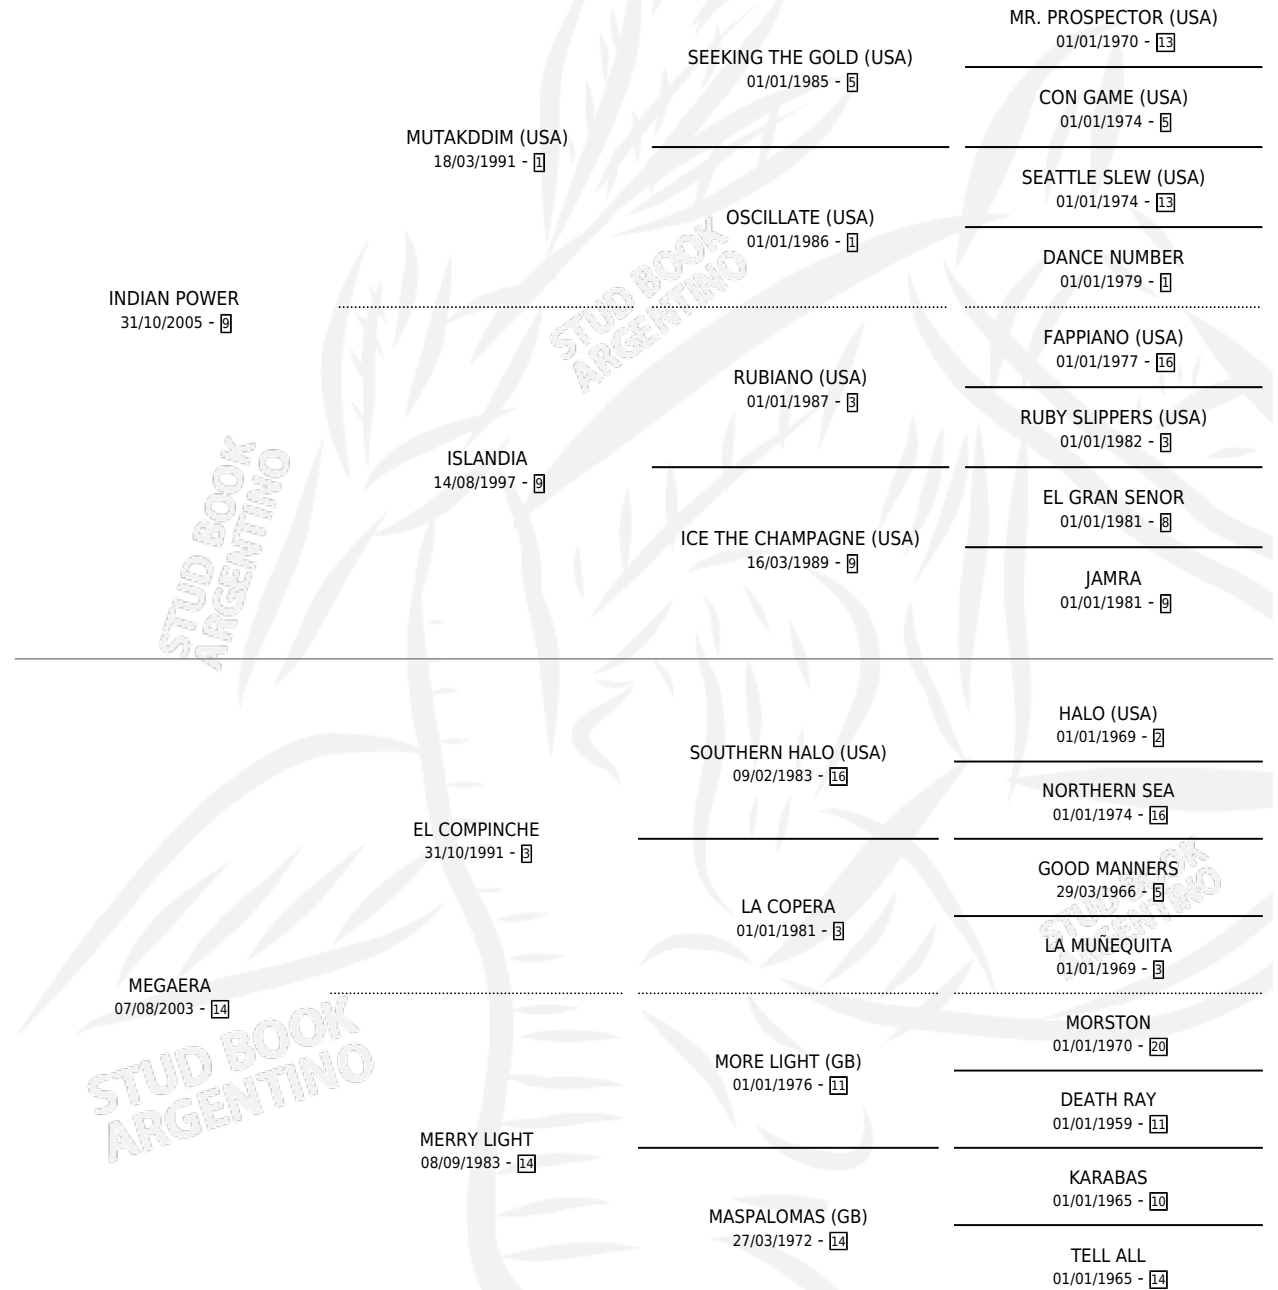 MR. PROSPECTOR (USA)
01/01/1970 - 13
SEEKING THE GOLD (USA)
01/01/1985 - 5
CON GAME (USA)
01/01/1974 - 5
MUTAKDDIM (USA)
18/03/1991 - 1
SEATTLE SLEW (USA)
01/01/1974 - 13
OSCILLATE (USA)
01/01/1986 - 1
DANCE NUMBER
01/01/1979 - 1
STUD BOOK
ARGENTINO
INDIAN POWER
31/10/2005 - 9
FAPPIANO (USA)
01/01/1977 - 16
RUBIANO (USA)
01/01/1987 - 3
RUBY SLIPPERS (USA)
01/01/1982 - 3
ISLANDIA
14/08/1997 - 9
EL GRAN SENOR
01/01/1981 - 8
ICE THE CHAMPAGNE (USA)
16/03/1989 - 9
JAMRA
01/01/1981 - 9
STUD BOOK
ARGENTINO
HALO (USA)
01/01/1969 - 2
SOUTHERN HALO (USA)
09/02/1983 - 16
NORTHERN SEA
01/01/1974 - 16
EL COMPINCHE
31/10/1991 - 3
GOOD MANNERS
29/03/1966 - 5
LA COPERA
01/01/1981 - 3
LA MUÑEQUITA
01/01/1969 - 3
STUD BOOK
ARGENTINO
MEGAERA
07/08/2003 - 14
MORSTON
01/01/1970 - 20
MORE LIGHT (GB)
01/01/1976 - 11
DEATH RAY
01/01/1959 - 11
STUD BOOK
ARGENTINO
MERRY LIGHT
08/09/1983 - 14
KARABAS
01/01/1965 - 10
MASPALOMAS (GB)
27/03/1972 - 14
TELL ALL
01/01/1965 - 14